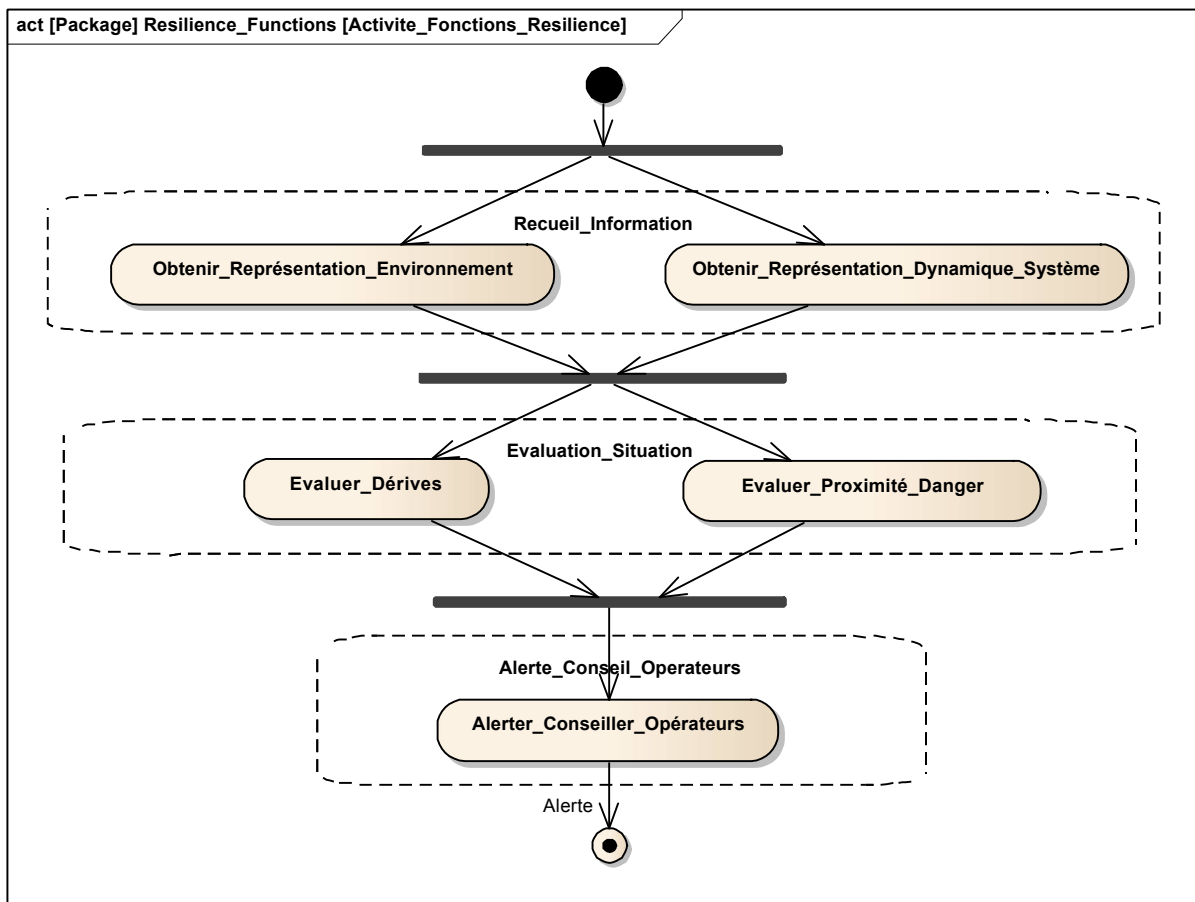 act [Package] Resilience_Functions [Activite_Fonctions_Resilience]
Recueil_Information
Obtenir_Représentation_Environnement
Obtenir_Représentation_Dynamique_Système
Evaluation_Situation
Evaluer_Dérives
Evaluer_Proximité_Danger
Alerte_Conseil_Operateurs
Alerter_Conseiller_Opérateurs
Alerte